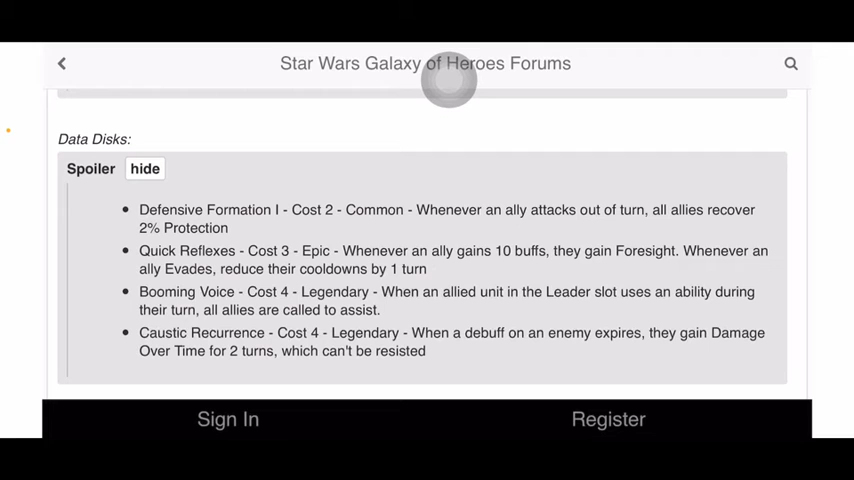 Star Wars Galaxy of Heroes Forums
Data Disks:
Spoiler hide
Defensive Formation I - Cost 2 - Common - Whenever an ally attacks out of turn, all allies recover
2% Protection
Quick Reflexes - Cost 3 - Epic - Whenever an ally gains 10 buffs, they gain Foresight. Whenever an
ally Evades, reduce their cooldowns by 1 turn
Booming Voice - Cost 4 - Legendary - When an allied unit in the Leader slot uses an ability during
their turn, all allies are called to assist.
Caustic Recurrence - Cost 4 - Legendary - When a debuff on an enemy expires, they gain Damage
Over Time for 2 turns, which can't be resisted
Sign In Register